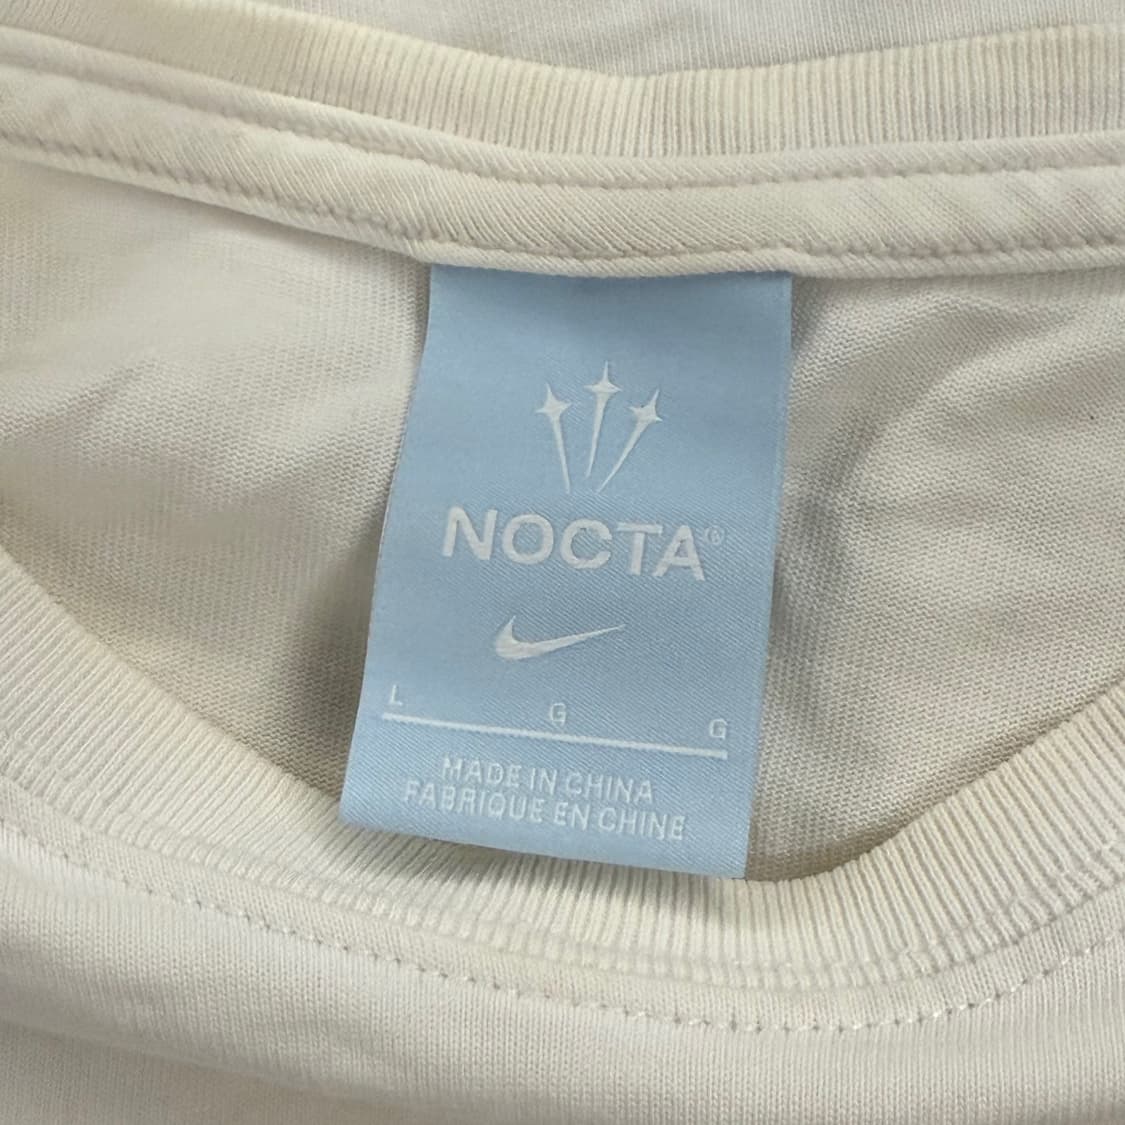 NOCTA®
L G G
MADE IN CHINA
FABRIQUE EN CHINE